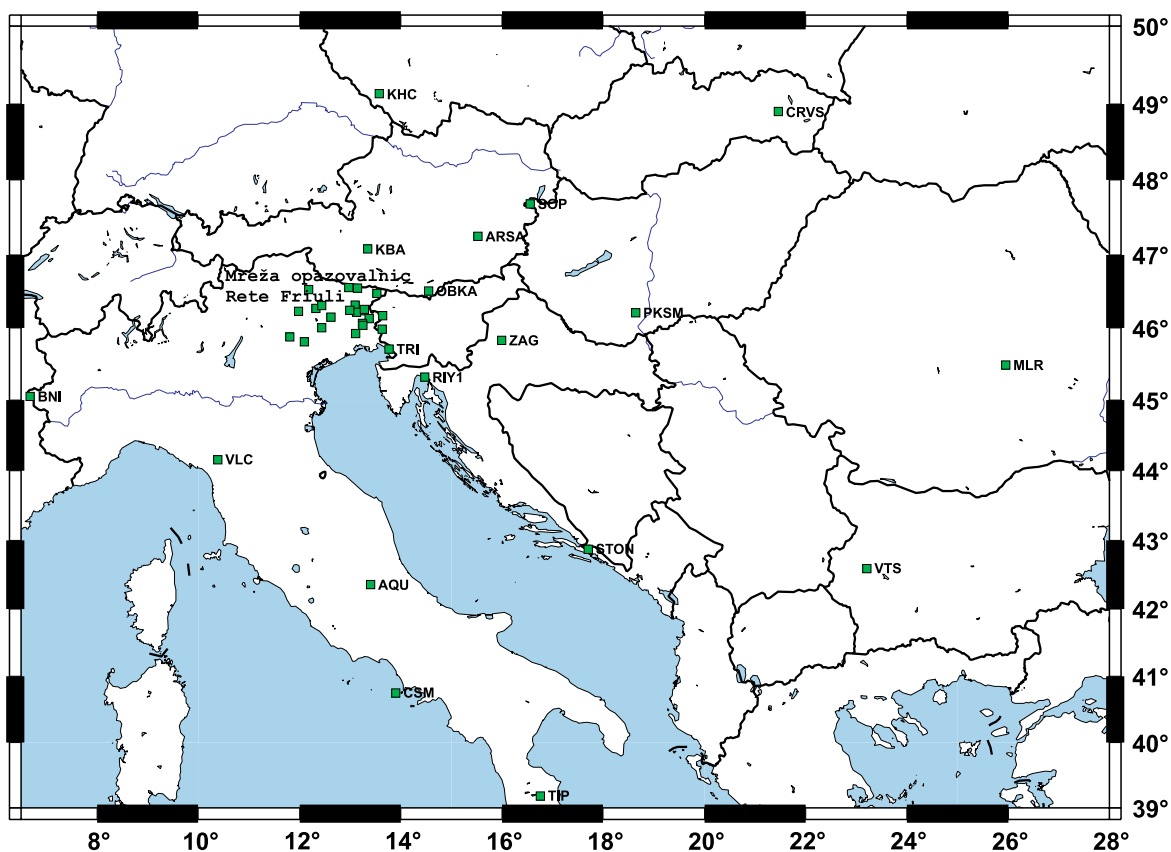 50°
KHC
49°
CRVS
48°
SOP
ARSA
KBA
47°
Mreža opazovalnic
Rete Friuli
OBKA
PKSM
46°
ZAG
TRI
MLR
RIY1
BNI
45°
VLC
44°
STON
43°
VTS
AQU
42°
41°
CSM
40°
TIP
39°
8° 10° 12° 14° 16° 18° 20° 22° 24° 26° 28°